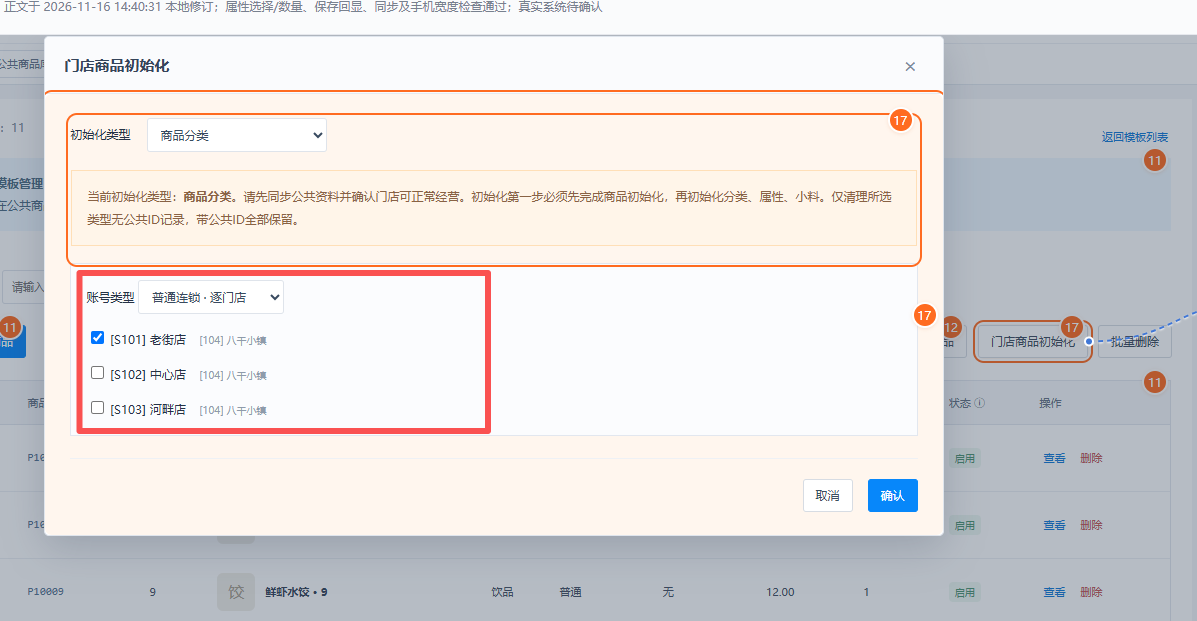 正文于 2026-11-16 14:40:31 本地修订；属性选择/数量、保存回显、同步及手机宽度检查通过；真实系统待确认
公共商品
门店商品初始化
×
: 11
初始化类型
商品分类
17
返回模板列表
11
模板管理
在公共商
当前初始化类型：商品分类。请先同步公共资料并确认门店可正常经营。初始化第一步必须先完成商品初始化，再初始化分类、属性、小料。仅清理所选
类型无公共ID记录，带公共ID全部保留。
请输入
账号类型
普通连锁 · 逐门店
17
11
品
12
品
17
门店商品初始化
批量删除
[S101] 老街店
[104] 八干小镇
[S102] 中心店
[104] 八干小镇
[S103] 河畔店
[104] 八干小镇
11
商品
状态
操作
P10
启用
查看
删除
取消
确认
P10
启用
查看
删除
P10009
9
饺
鲜虾水饺 · 9
饮品
普通
无
12.00
1
启用
查看
删除